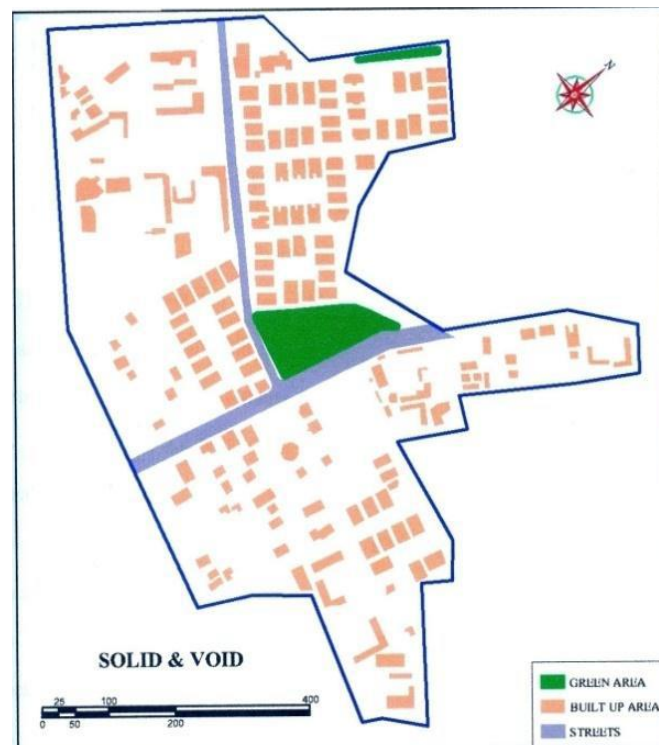 N
SOLID & VOID
25 100 400
0 50 200
GREEN AREA
BUILT UP AREA
STREETS